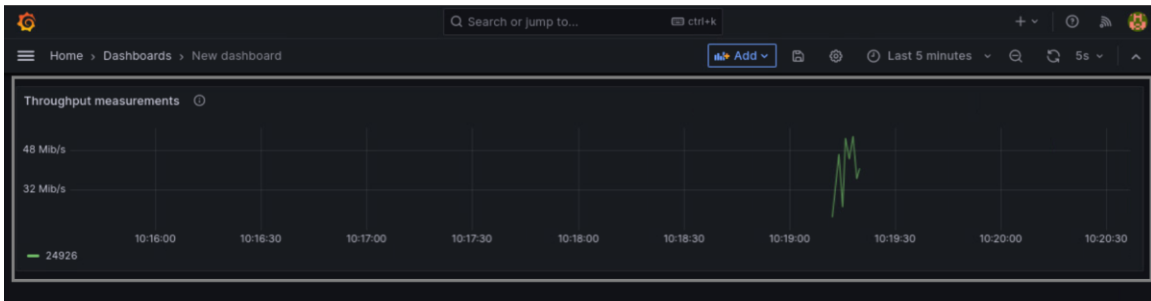 Search or jump to... ctrl+k
Home › Dashboards › New dashboard Add Last 5 minutes 5s
Throughput measurements
48 Mib/s
32 Mib/s
10:16:00 10:16:30 10:17:00 10:17:30 10:18:00 10:18:30 10:19:00 10:19:30 10:20:00 10:20:30
24926